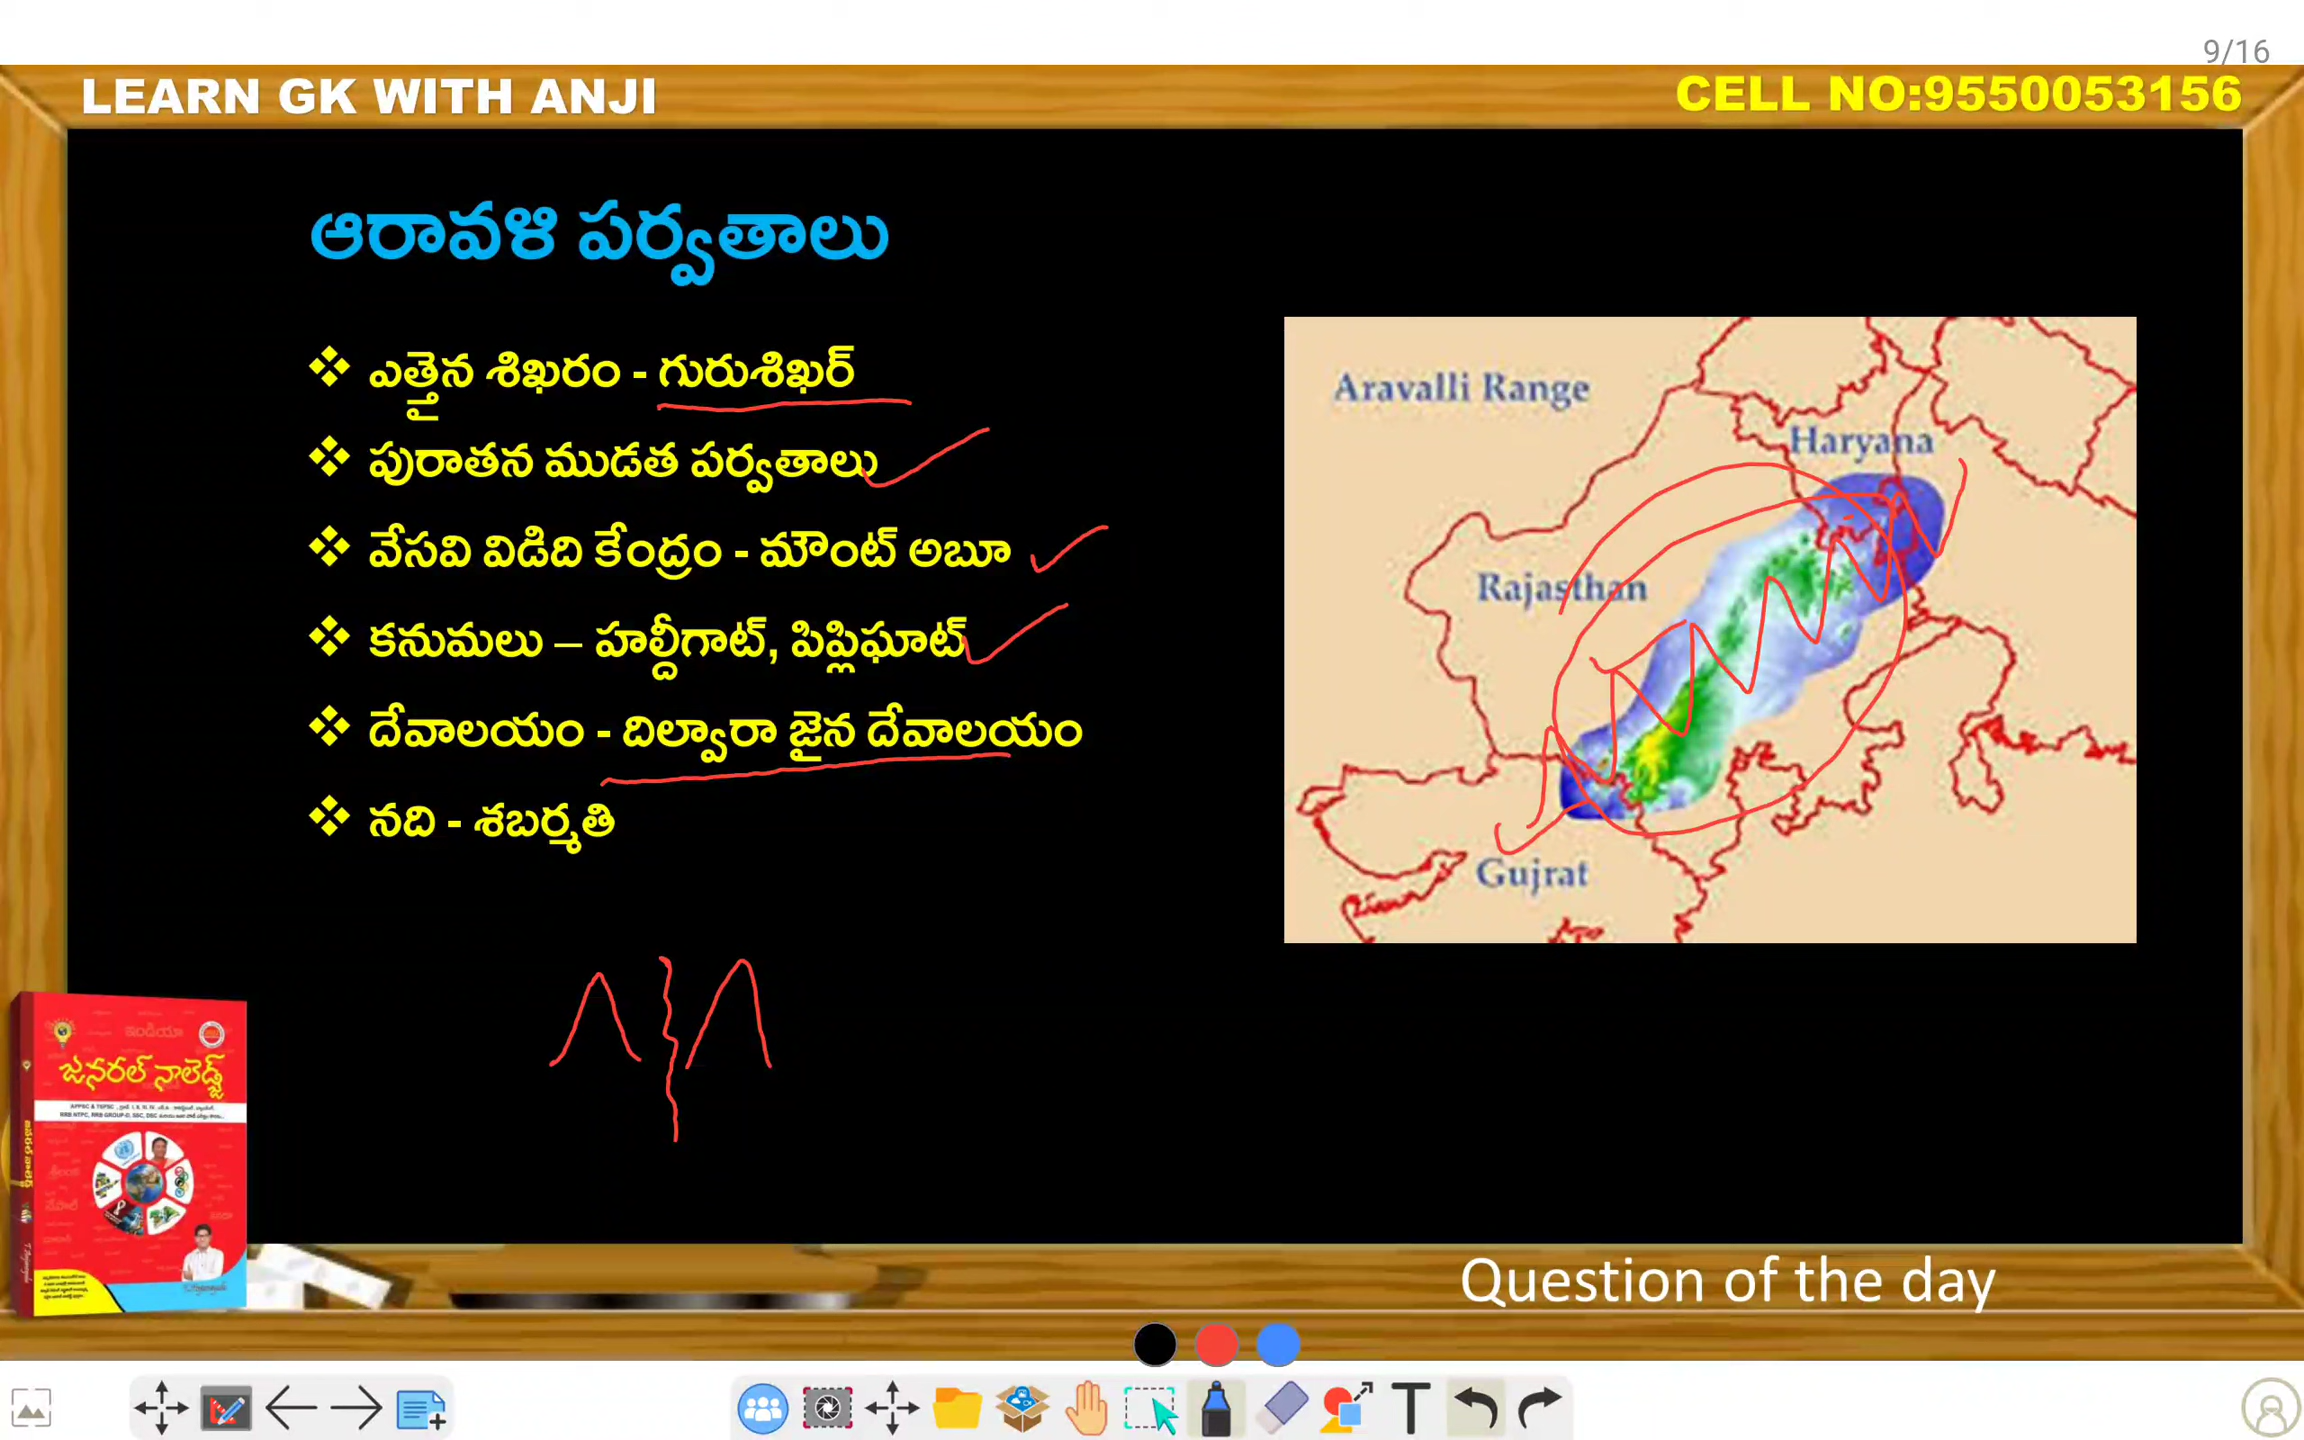 9/16
LEARN GK WITH ANJI
CELL NO:9550053156
ఆరావళి పర్వతాలు
❖ ఎత్తైన శిఖరం - గురుశిఖర్
❖ పురాతన ముడత పర్వతాలు
❖ వేసవి విడిది కేంద్రం - మౌంట్ అబూ
❖ కనుమలు – హల్దీగాట్, పిప్లిఘాట్
❖ దేవాలయం - దిల్వారా జైన దేవాలయం
❖ నది - శబర్మతి
Aravalli Range
Haryana
Rajasthan
Gujrat
ఇండియా
జనరల్ నాలెడ్జ్
Question of the day